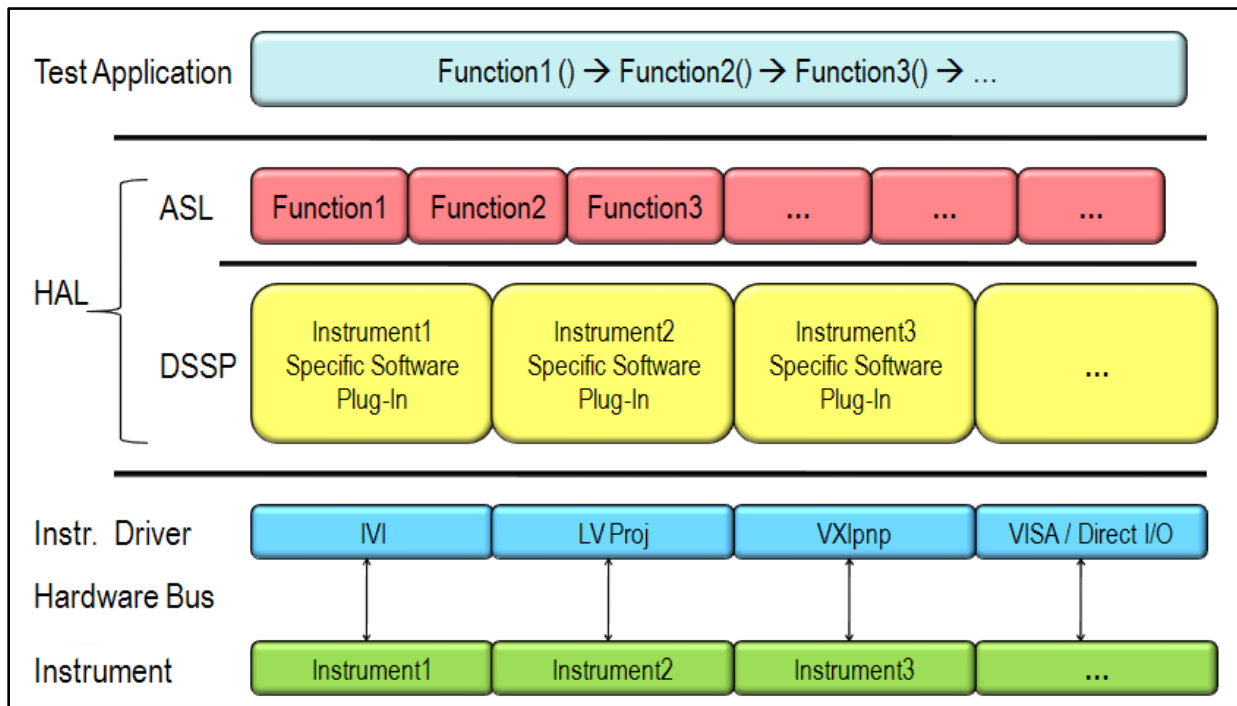 Test Application
Function1 () → Function2() → Function3() → …
HAL
ASL
Function1
Function2
Function3
...
...
...
DSSP
Instrument1
Specific Software
Plug-In
Instrument2
Specific Software
Plug-In
Instrument3
Specific Software
Plug-In
...
Instr. Driver
IVI
LV Proj
VXIpnp
VISA / Direct I/O
Hardware Bus
Instrument
Instrument1
Instrument2
Instrument3
...